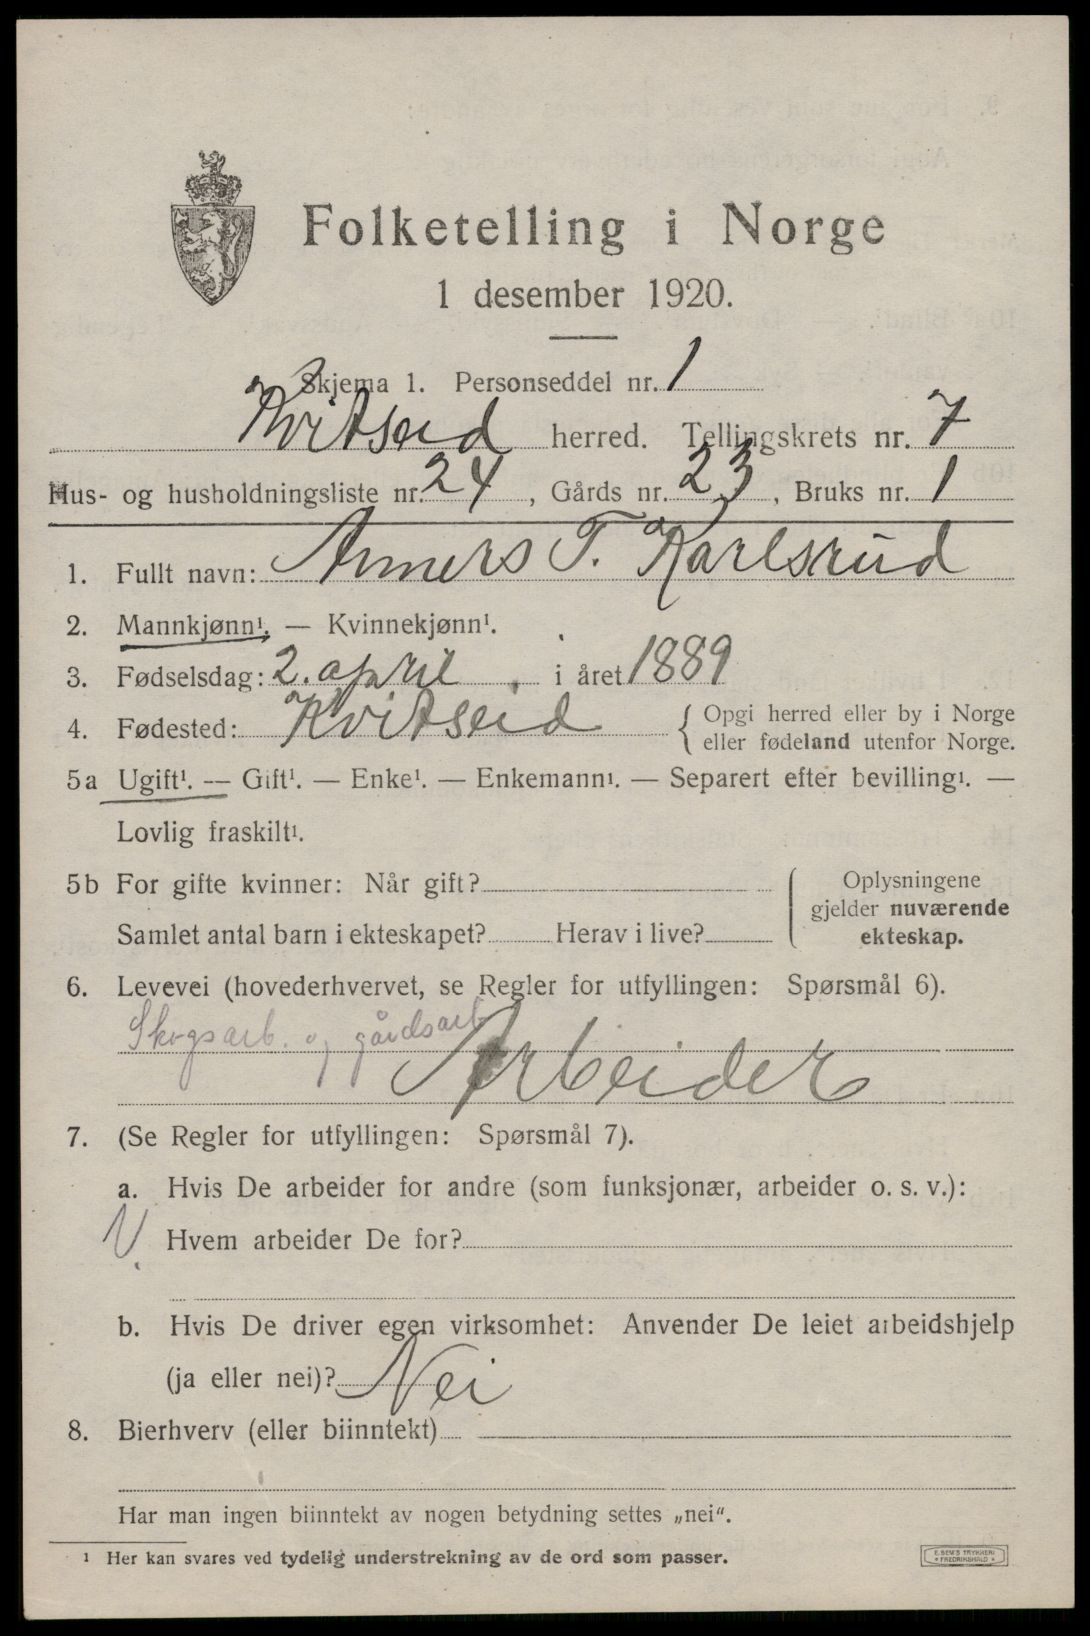 Folketelling i Norge
1 desember 1920.
Skjema 1. Personseddel nr. 1
Kvitseid herred. Tellingskrets nr. 7
Hus- og husholdningsliste nr. 24, Gårds nr. 23, Bruks nr. 1
1. Fullt navn: Anners T. Karlsrud
2. Mannkjønn¹. — Kvinnekjønn¹.
3. Fødselsdag: 2. april, i året 1889
4. Fødested: Kvitseid { Opgi herred eller by i Norge
eller fødeland utenfor Norge.
5a Ugift¹. — Gift¹. — Enke¹. — Enkemann¹. — Separert efter bevilling¹. —
Lovlig fraskilt¹.
5b For gifte kvinner: Når gift? { Oplysningene
gjelder nuværende
Samlet antal barn i ekteskapet? Herav i live? ekteskap.
6. Levevei (hovederhvervet, se Regler for utfyllingen: Spørsmål 6).
Skogsarb. og gårdsarb
Arbeider
7. (Se Regler for utfyllingen: Spørsmål 7).
a. Hvis De arbeider for andre (som funksjonær, arbeider o. s. v.):
Hvem arbeider De for?
b. Hvis De driver egen virksomhet: Anvender De leiet arbeidshjelp
(ja eller nei)? Nei
8. Bierhverv (eller biinntekt)
Har man ingen biinntekt av nogen betydning settes „nei".
¹ Her kan svares ved tydelig understrekning av de ord som passer.
E. SEM'S TRYKKERI
FREDRIKSHALD